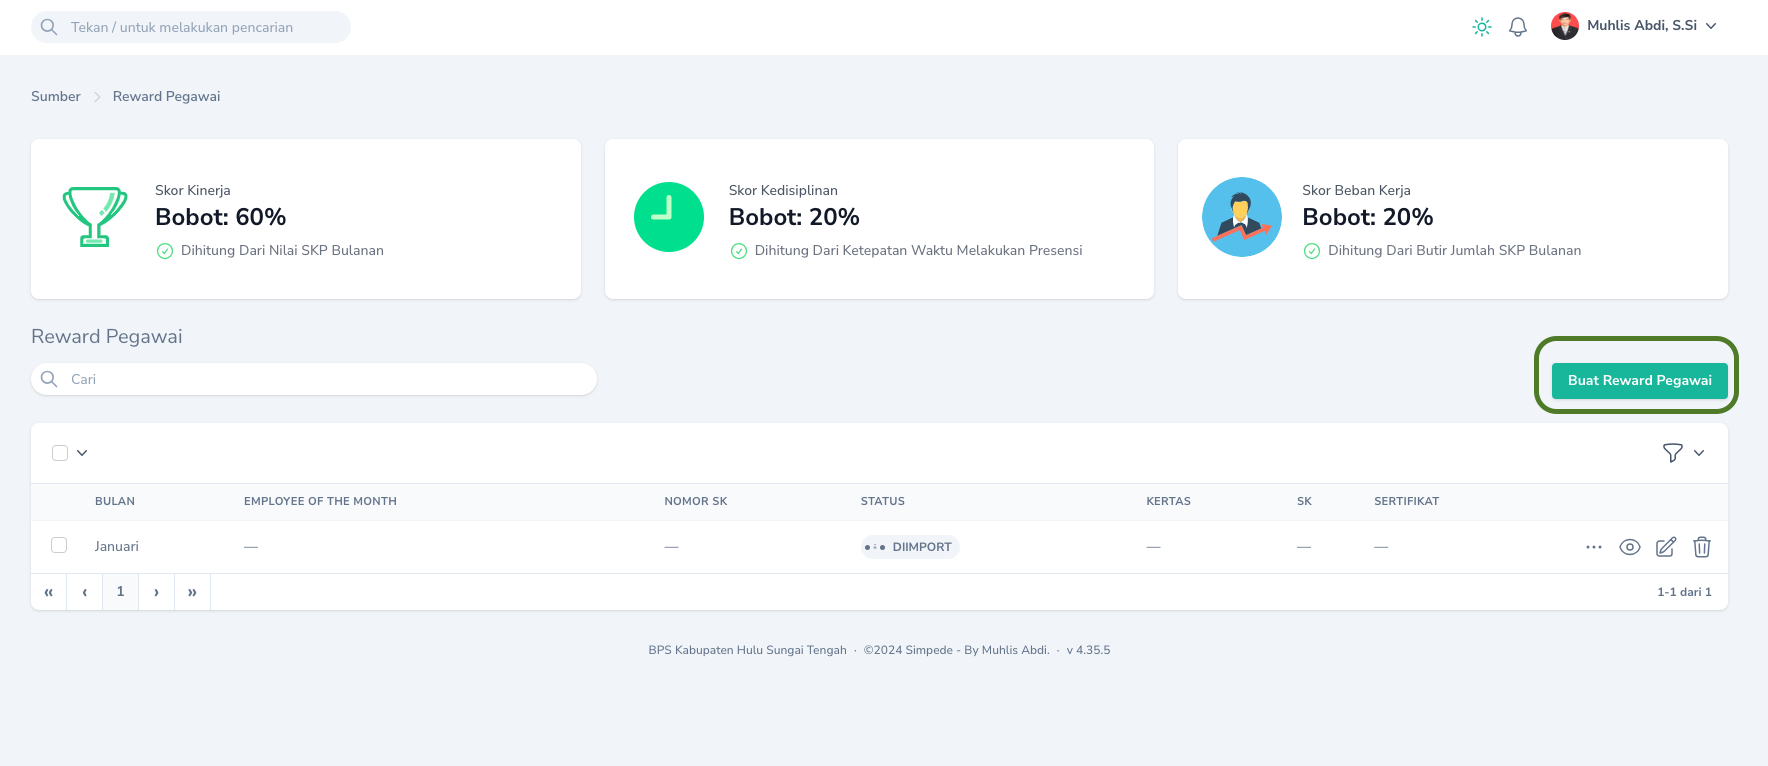 Tekan / untuk melakukan pencarian
Muhlis Abdi, S.Si
Sumber
Reward Pegawai
Skor Kinerja
Bobot: 60%
Dihitung Dari Nilai SKP Bulanan
Skor Kedisiplinan
Bobot: 20%
Dihitung Dari Ketepatan Waktu Melakukan Presensi
Skor Beban Kerja
Bobot: 20%
Dihitung Dari Butir Jumlah SKP Bulanan
Reward Pegawai
Cari
Buat Reward Pegawai
BULAN EMPLOYEE OF THE MONTH NOMOR SK STATUS KERTAS SK SERTIFIKAT
Januari — — DIIMPORT — — —
« ‹ 1 › » 1-1 dari 1
BPS Kabupaten Hulu Sungai Tengah · ©2024 Simpede - By Muhlis Abdi. · v 4.35.5